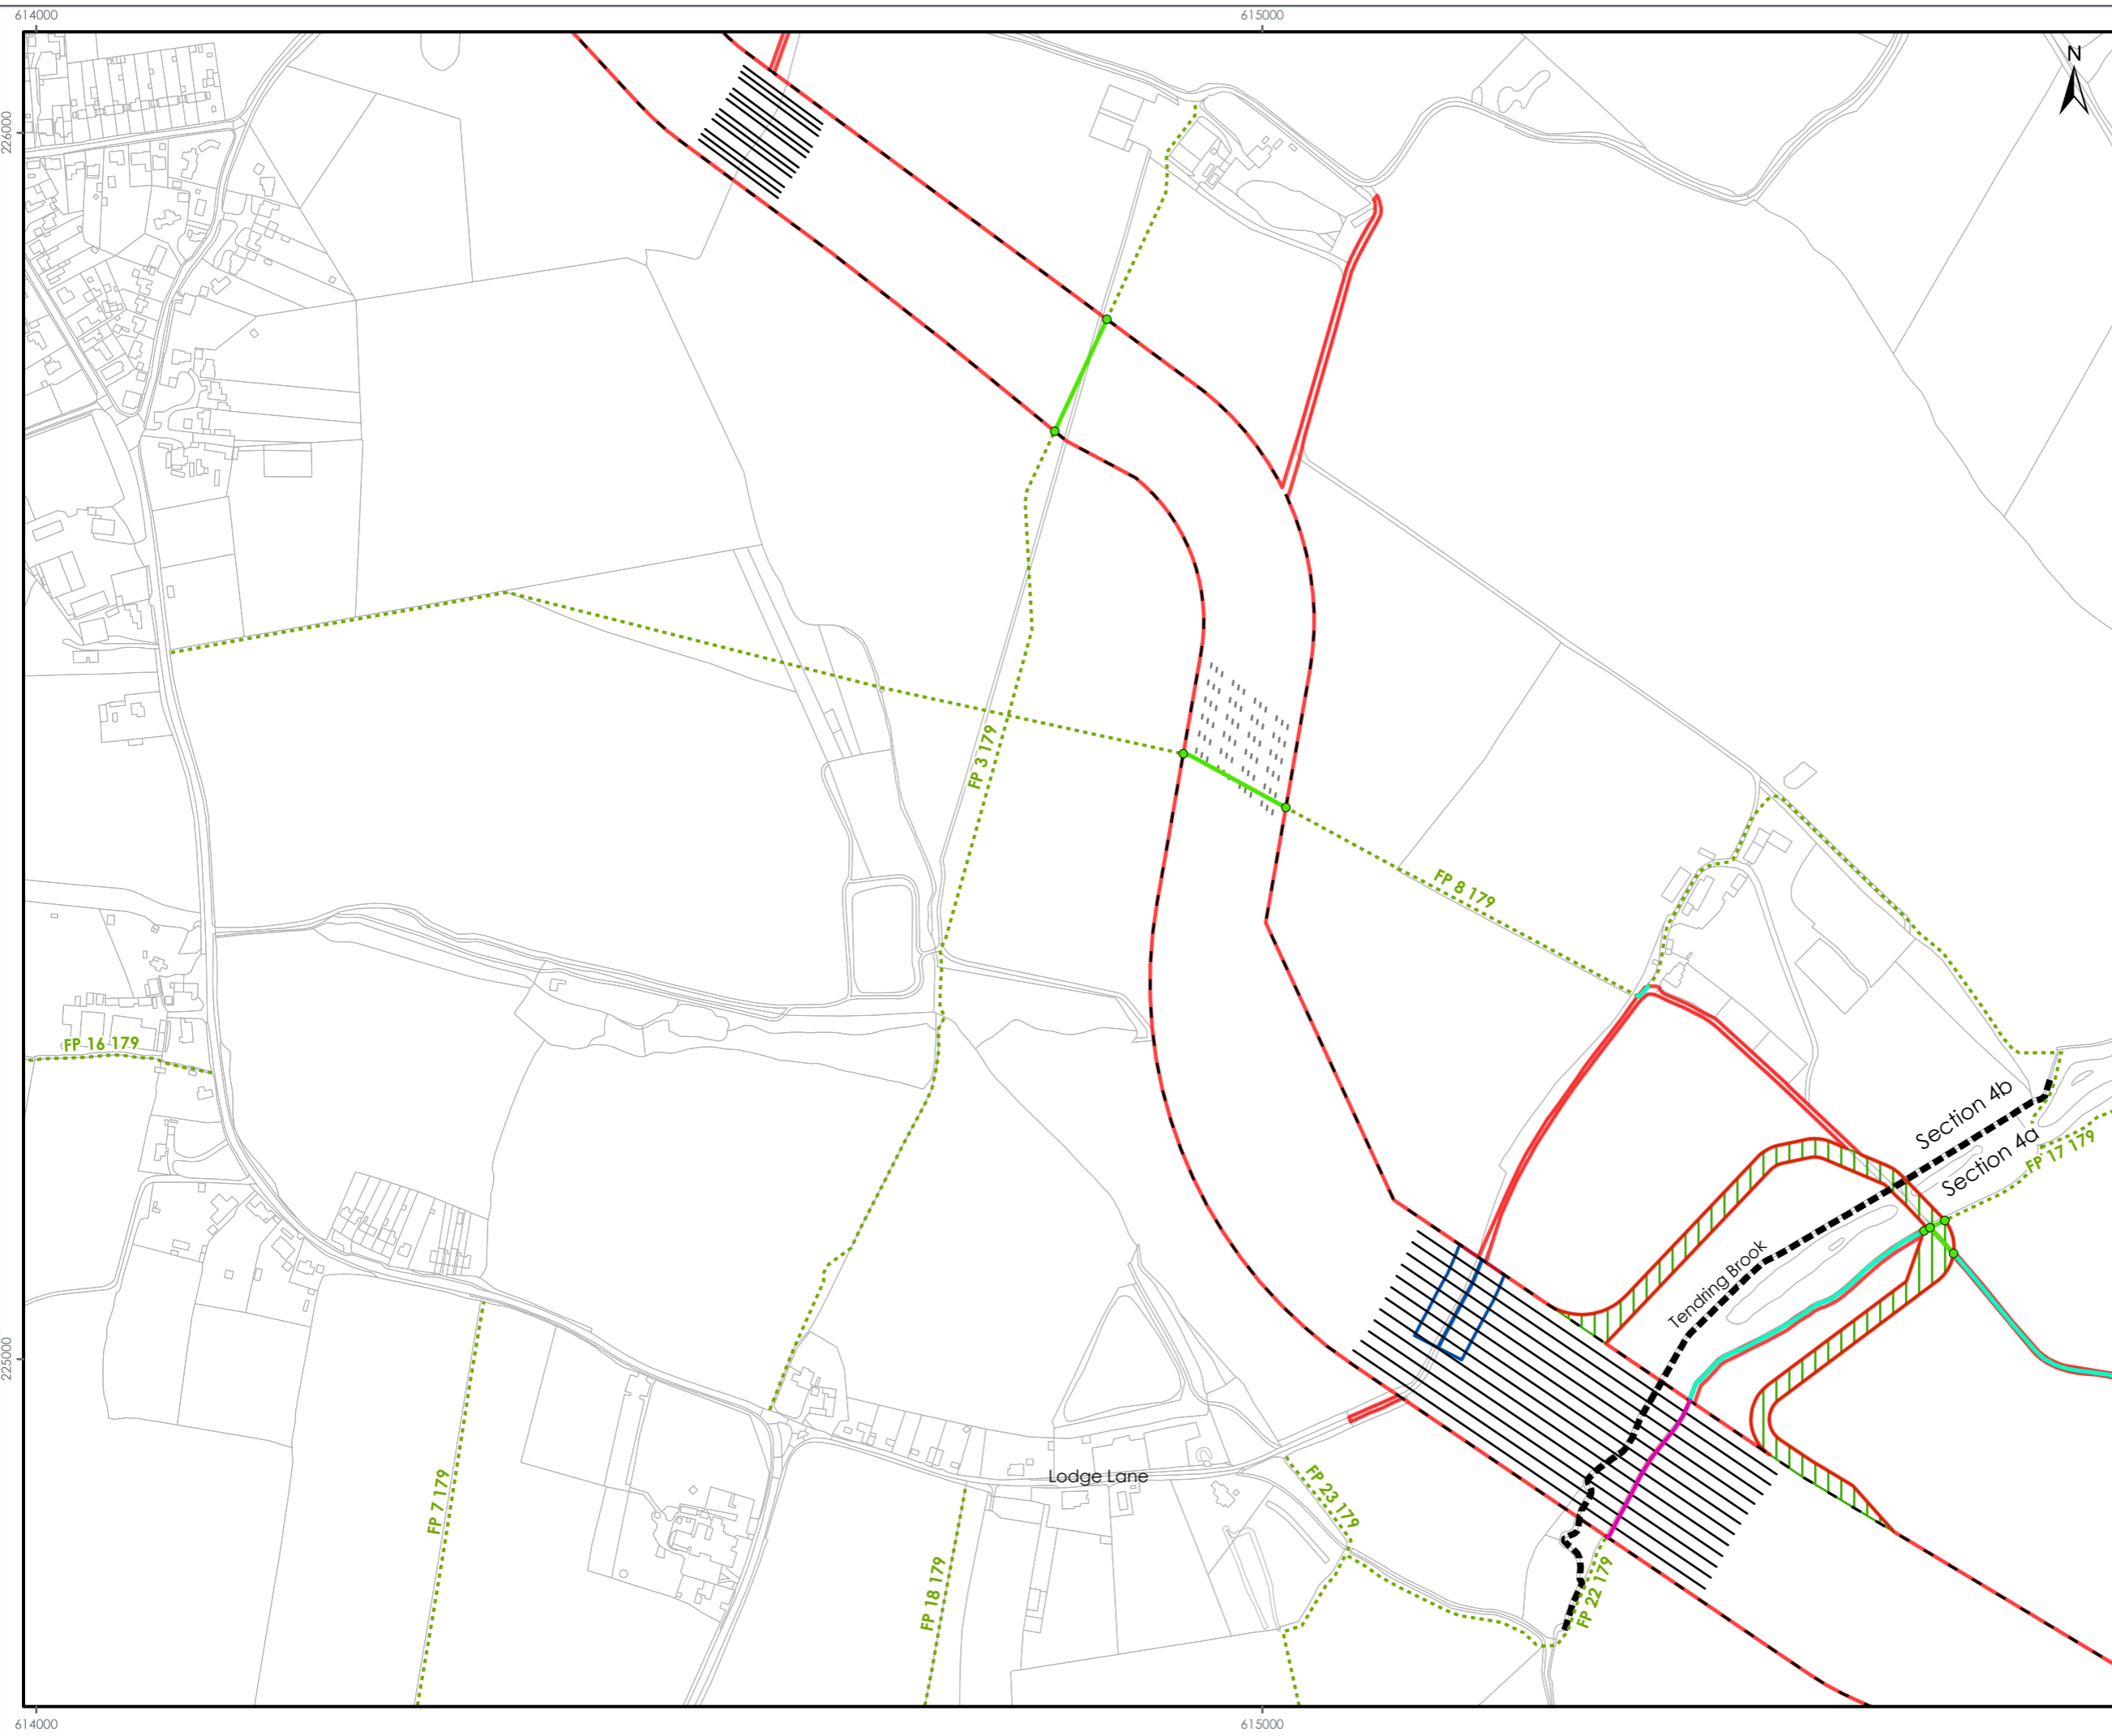 614000
615000
226000
N
FP 3 179
FP 8 179
FP 16 179
Section 4b
Section 4a
FP 17 179
Tendring Brook
225000
Lodge Lane
FP 23 179
FP 7 179
FP 18 179
FP 22 179
614000
615000